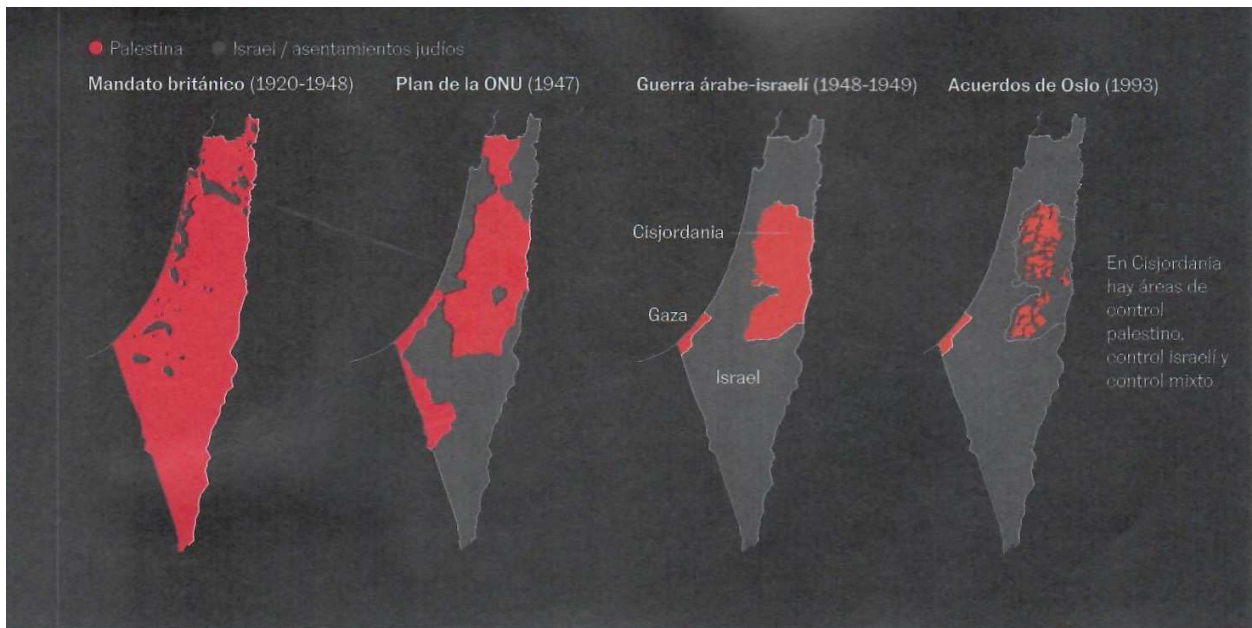 Palestina
Israel / asentamientos judíos
Mandato británico (1920-1948)
Plan de la ONU (1947)
Guerra árabe-israelí (1948-1949)
Acuerdos de Oslo (1993)
Cisjordania
Gaza
Israel
En Cisjordania
hay áreas de
control
palestino,
control israelí y
control mixto